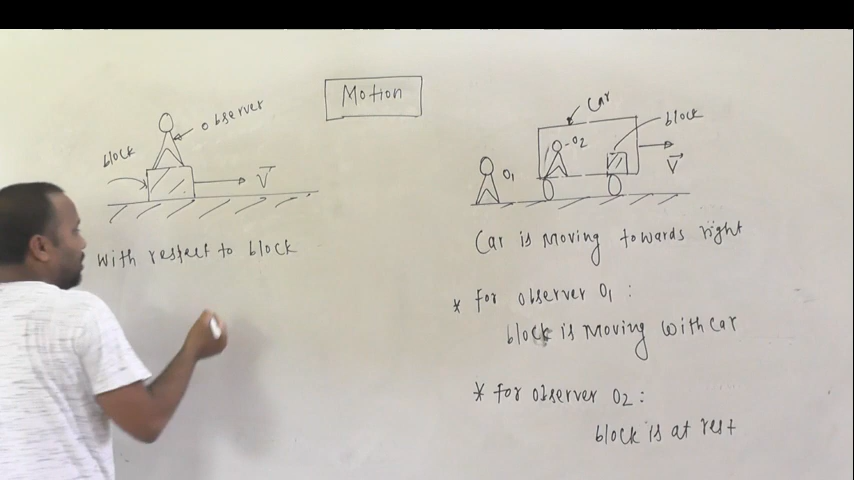 Motion
observer
block
V
With respect to block
Car
block
O2
O1
V
Car is moving towards right
* For observer O1 :
block is moving with car
* For observer O2 :
block is at rest